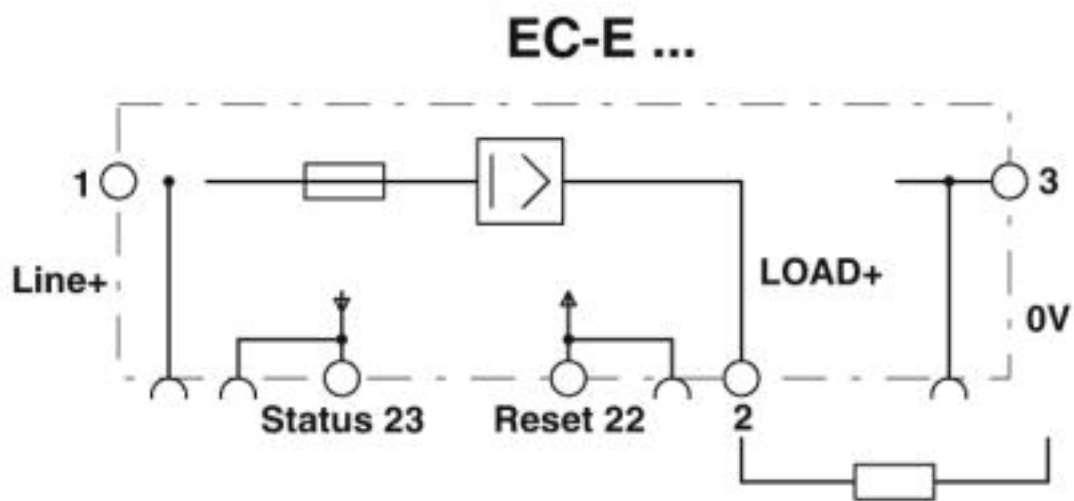 EC-E ...
1
3
Line+
LOAD+
0V
Status 23
Reset 22
2